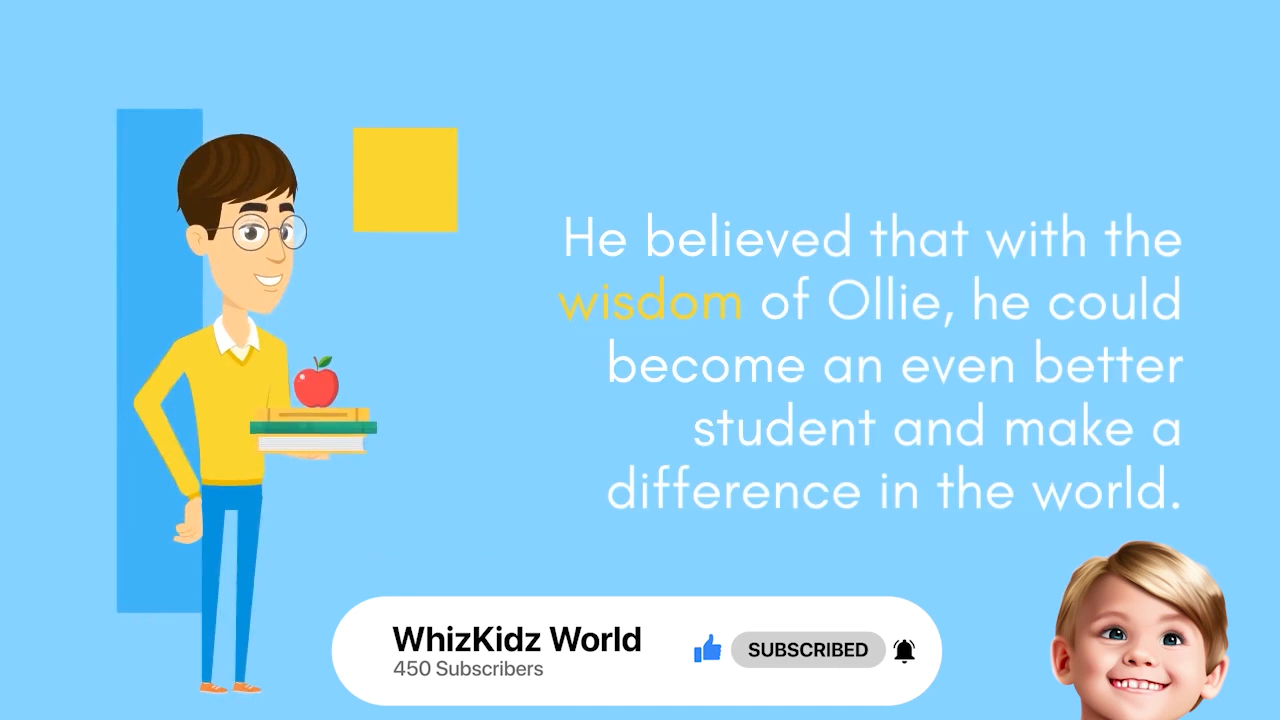 He believed that with the
wisdom of Ollie, he could
become an even better
student and make a
difference in the world.
WhizKidz World
450 Subscribers
SUBSCRIBED